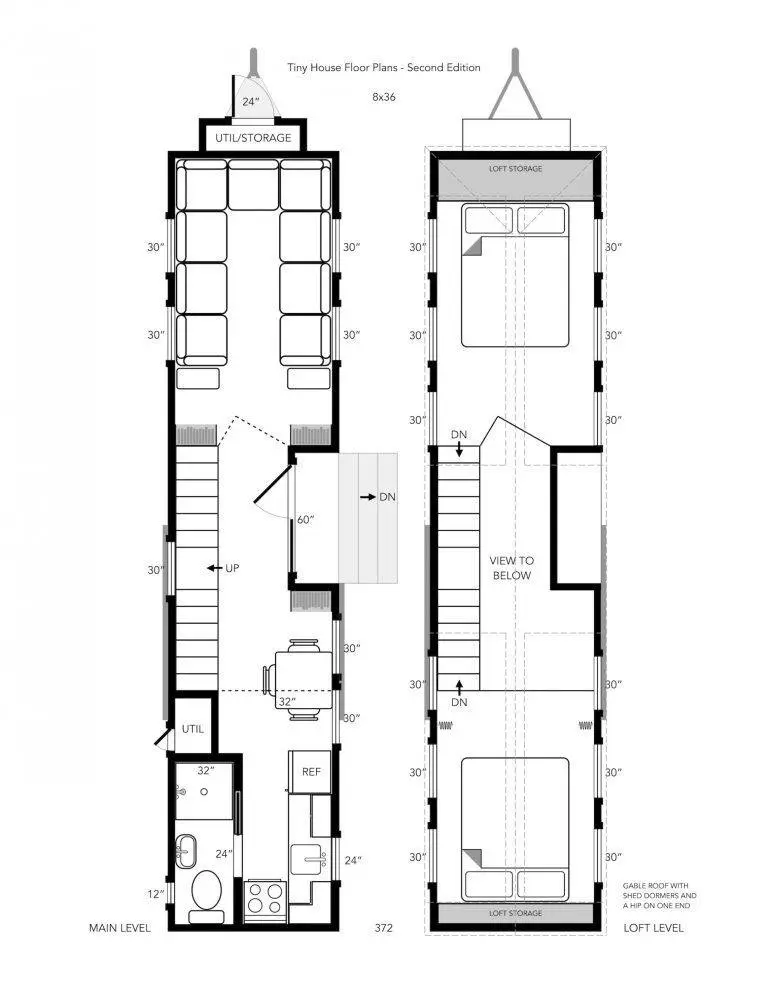 Tiny House Floor Plans - Second Edition
8x36
24"
UTIL/STORAGE
LOFT STORAGE
30"
30"
30"
30"
30"
30"
30"
30"
30"
30"
DN
60"
DN
30"
UP
VIEW TO
BELOW
30"
30"
30"
DN
32"
30"
UTIL
32"
REF
30"
30"
24"
24"
30"
30"
12"
LOFT STORAGE
GABLE ROOF WITH
SHED DORMERS AND
A HIP ON ONE END
MAIN LEVEL
372
LOFT LEVEL